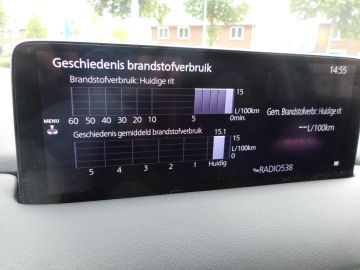 Geschiedenis brandstofverbruik 14:55
Brandstofverbruik: Huidige rit
15
L/100km
0
MENU 60 50 40 30 20 10 5 0min.
Gem. Brandstofverbr.: Huidige rit
---L/100km
Geschiedenis gemiddeld brandstofverbruik 15.1
15
L/100km
0
5 4 3 2 1 Huidig
RADIO538